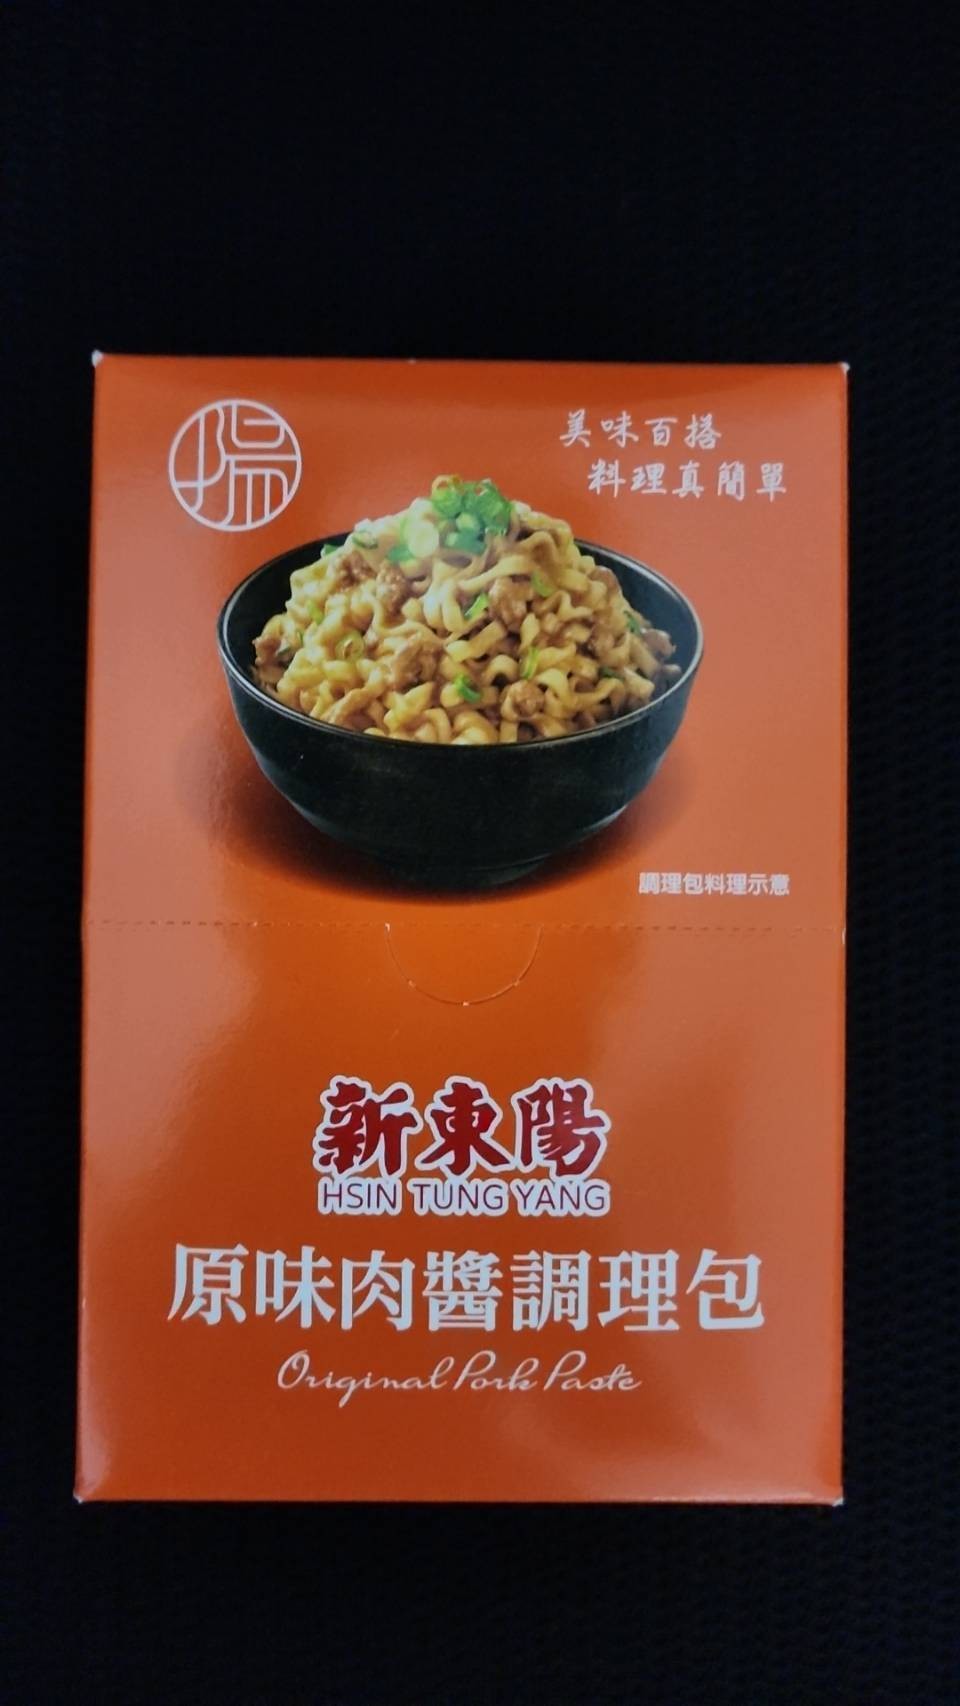 美味百搭
料理真簡單
調理包料理示意
新東陽
HSIN TUNG YANG
原味肉醬調理包
Original Pork Paste